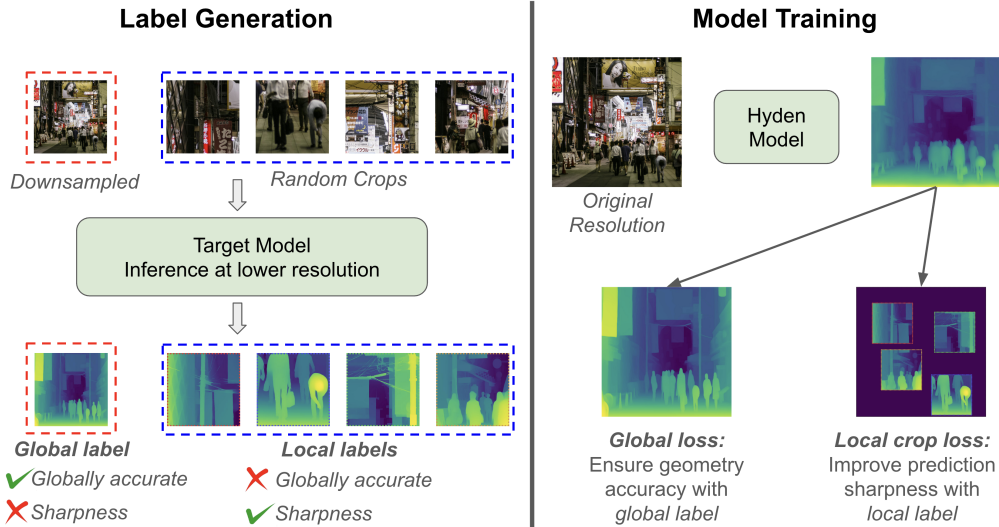 Label Generation
Downsampled
Random Crops
Target Model
Inference at lower resolution
Global label
Globally accurate
Sharpness
Local labels
Globally accurate
Sharpness
Model Training
Original
Resolution
Hyden
Model
Global loss:
Ensure geometry
accuracy with
global label
Local crop loss:
Improve prediction
sharpness with
local label